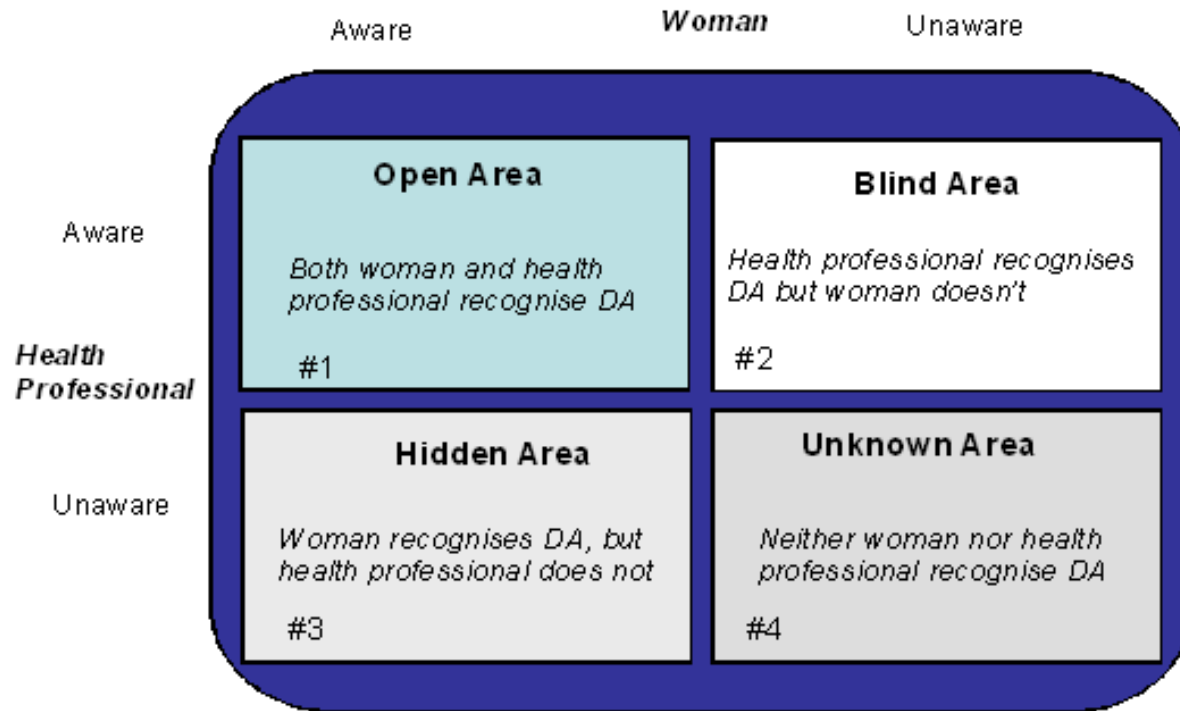 Aware Woman Unaware
Open Area
Blind Area
Aware
Both woman and health
professional recognise DA
Health professional recognises
DA but woman doesn't
#1
#2
Health
Professional
Hidden Area
Unknown Area
Unaware
Woman recognises DA, but
health professional does not
Neither woman nor health
professional recognise DA
#3
#4